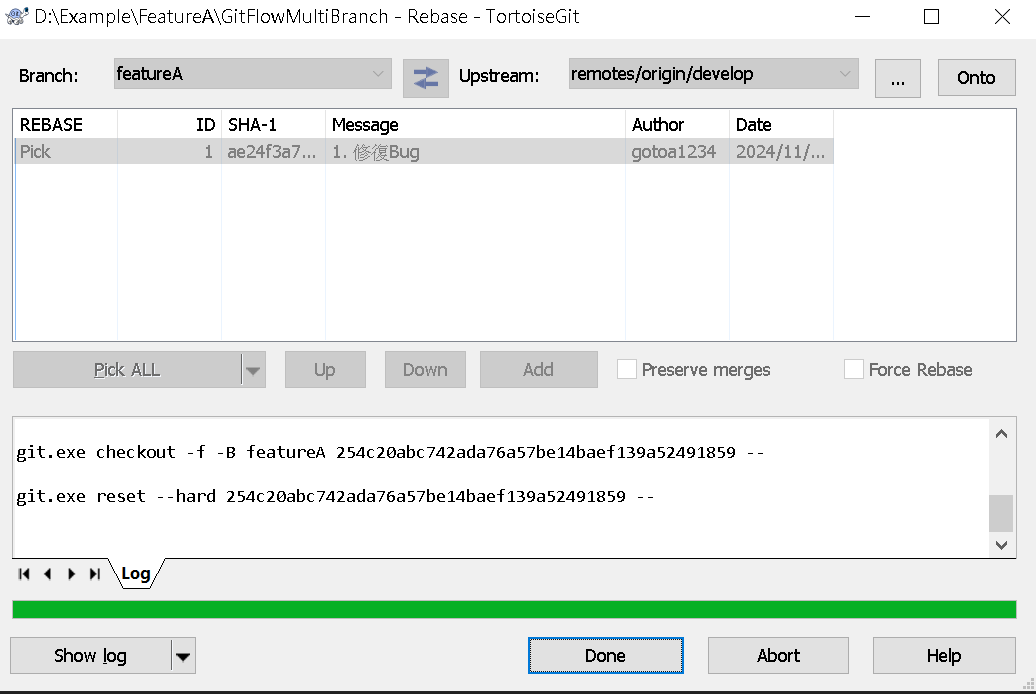 D:\Example\FeatureA\GitFlowMultiBranch - Rebase - TortoiseGit
Branch: featureA Upstream: remotes/origin/develop ... Onto
REBASE ID SHA-1 Message Author Date
Pick 1 ae24f3a7... 1. 修復Bug gotoa1234 2024/11/...
Pick ALL Up Down Add Preserve merges Force Rebase
git.exe checkout -f -B featureA 254c20abc742ada76a57be14baef139a52491859 --
git.exe reset --hard 254c20abc742ada76a57be14baef139a52491859 --
Log
Show log Done Abort Help